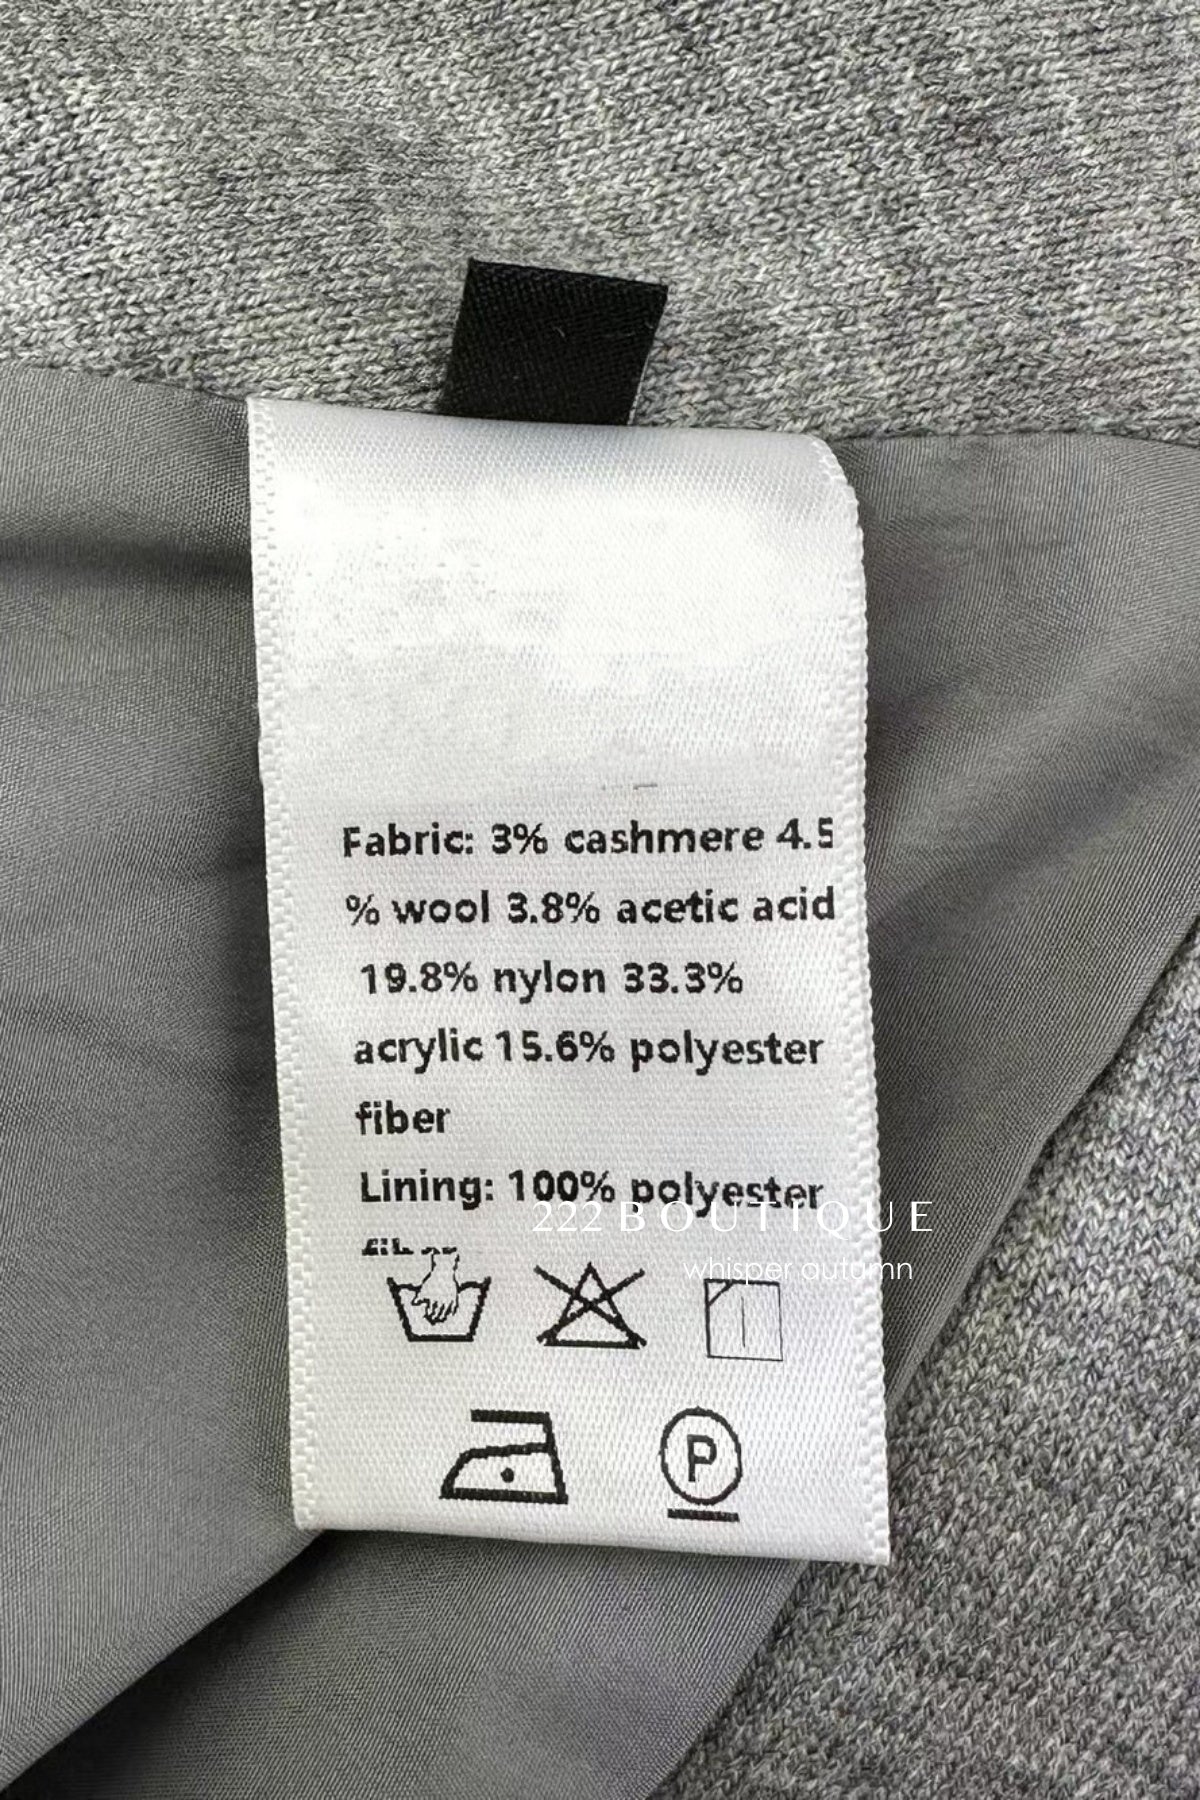 Fabric: 3% cashmere 4.5
% wool 3.8% acetic acid
19.8% nylon 33.3%
acrylic 15.6% polyester
fiber
Lining: 100% polyester
222 BOUTIQUE
whisper autumn
P